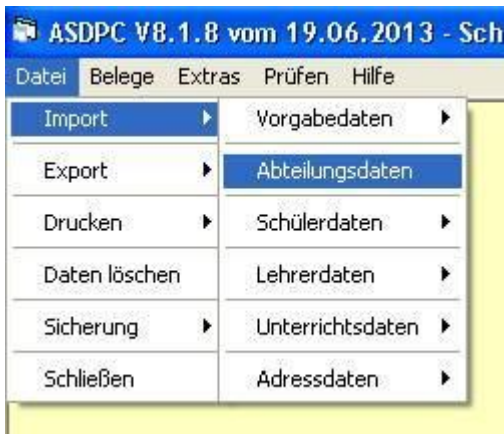 ASDPC V8.1.8 vom 19.06.2013 - Sch
Datei Belege Extras Prüfen Hilfe
Import
Export
Drucken
Daten löschen
Sicherung
Schließen
Vorgabedaten
Abteilungsdaten
Schülerdaten
Lehrerdaten
Unterrichtsdaten
Adressdaten